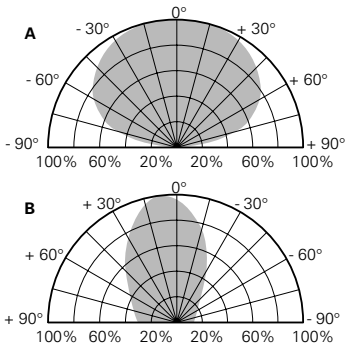 0°
A
- 30° + 30°
- 60° + 60°
- 90° + 90°
100% 60% 20% 20% 60% 100%
0°
B
+ 30° - 30°
+ 60° - 60°
+ 90° - 90°
100% 60% 20% 20% 60% 100%